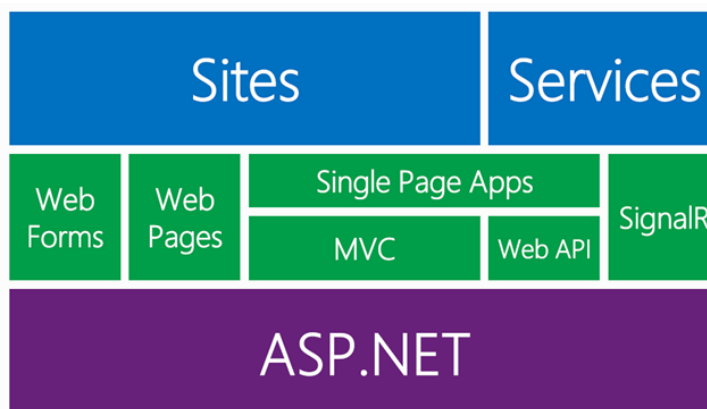 Sites
Services
Web
Forms
Web
Pages
Single Page Apps
MVC
Web API
SignalR
ASP.NET